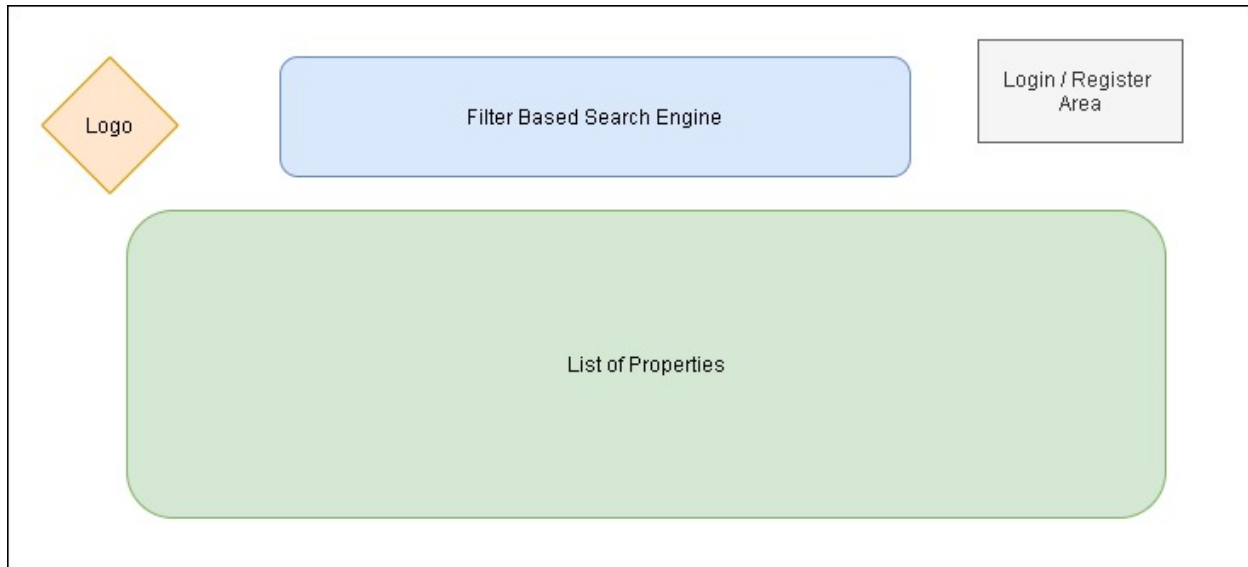 Logo
Filter Based Search Engine
Login / Register
Area
List of Properties